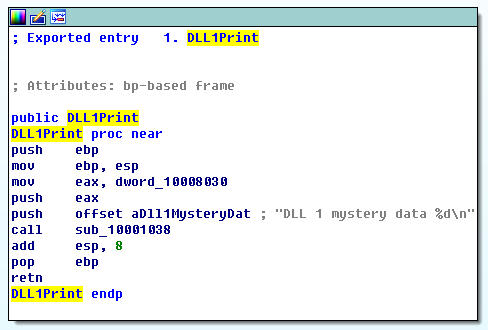 ; Exported entry   1. DLL1Print
; Attributes: bp-based frame
public DLL1Print
DLL1Print proc near
push    ebp
mov     ebp, esp
mov     eax, dword_10008030
push    eax
push    offset aDll1MysteryDat ; "DLL 1 mystery data %d\n"
call    sub_10001038
add     esp, 8
pop     ebp
retn
DLL1Print endp